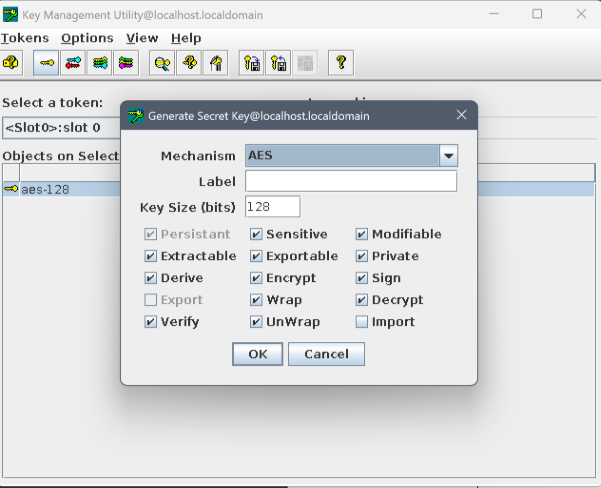 Key Management Utility@localhost.localdomain
Tokens Options View Help
Select a token:
<Slot0>:slot 0
Objects on Select
aes-128
Generate Secret Key@localhost.localdomain
Mechanism AES
Label
Key Size (bits) 128
Persistant Sensitive Modifiable
Extractable Exportable Private
Derive Encrypt Sign
Export Wrap Decrypt
Verify UnWrap Import
OK Cancel